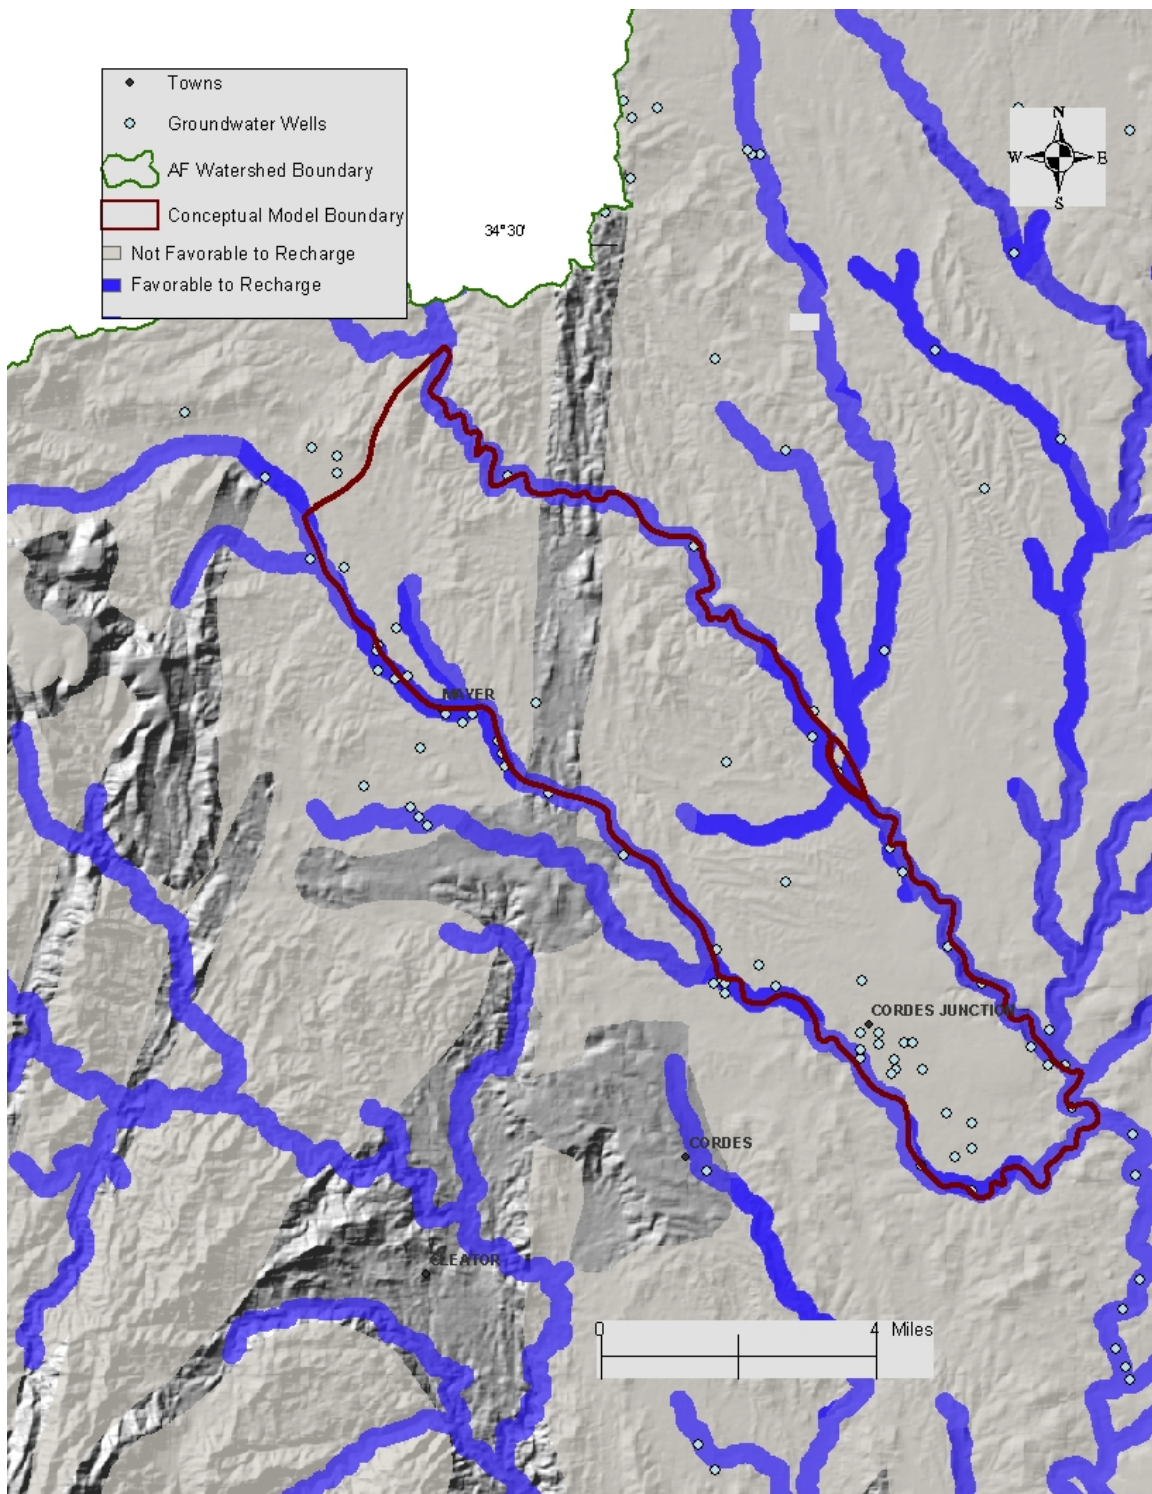 Towns
Groundwater Wells
AF Watershed Boundary
Conceptual Model Boundary
Not Favorable to Recharge
Favorable to Recharge
34°30'
N
W E
S
MAYER
CORDES JUNCTION
CORDES
CLEATOR
0 4 Miles